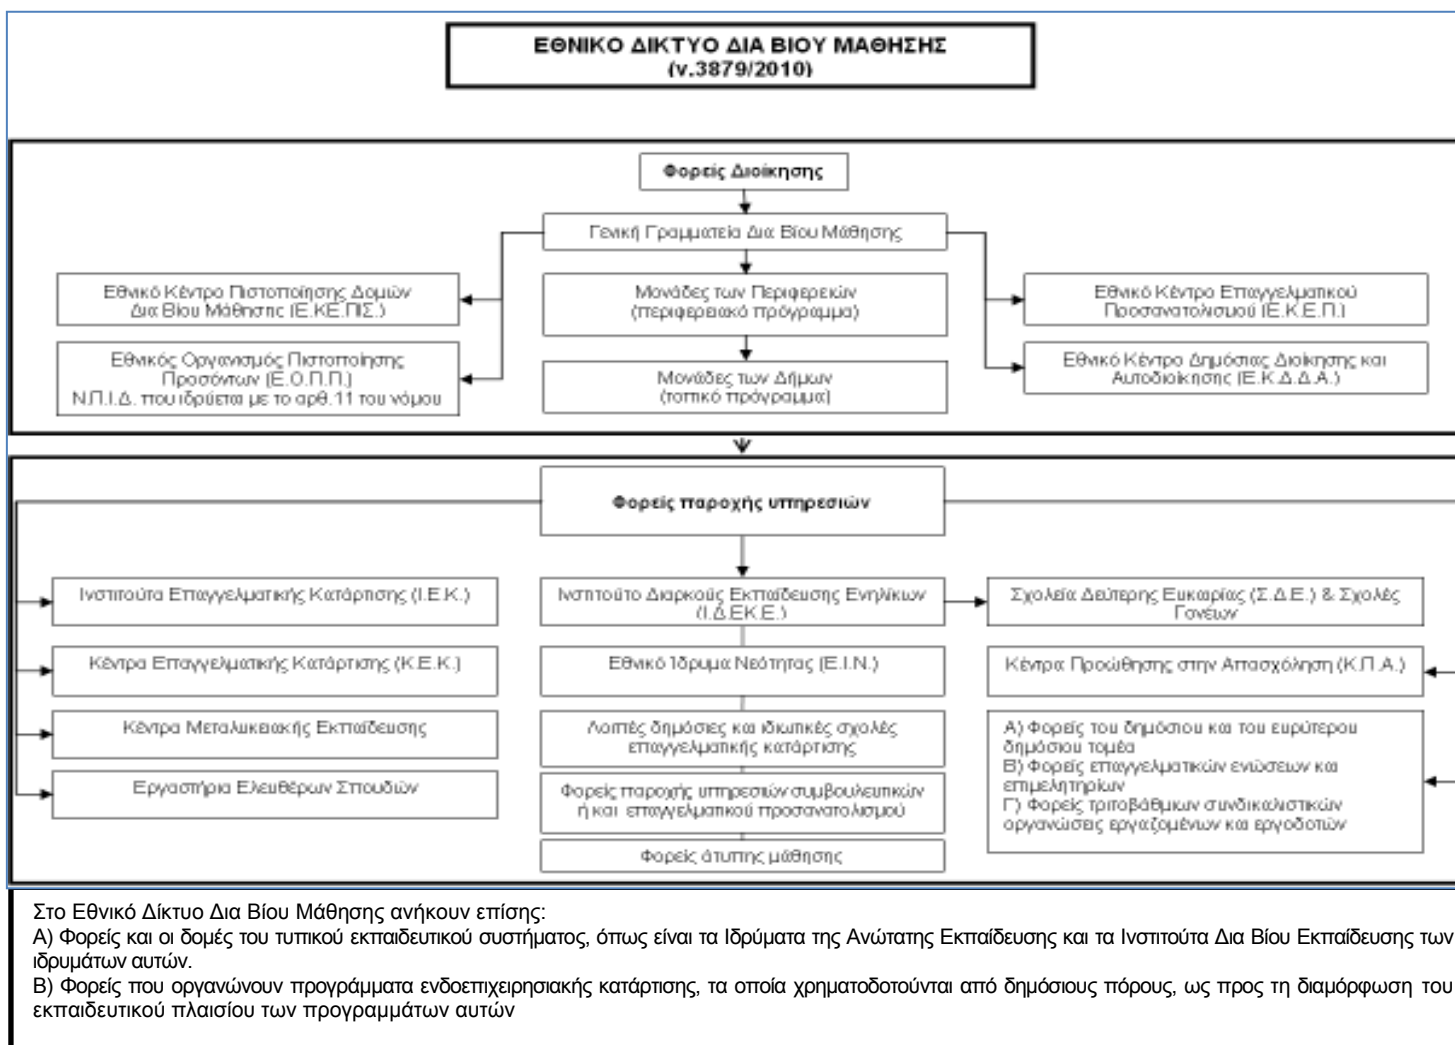 ΕΘΝΙΚΟ ΔΙΚΤΥΟ ΔΙΑ ΒΙΟΥ ΜΑΘΗΣΗΣ
(ν.3879/2010)
Φορείς Διοίκησης
Γενική Γραμματεία Δια Βίου Μάθησης
Εθνικό Κέντρο Πιστοποίησης Δομών
Δια Βίου Μάθησης (Ε.ΚΕ.ΠΙΣ.)
Μονάδες των Περιφερειών
(περιφερειακό πρόγραμμα)
Εθνικό Κέντρο Επαγγελματικού
Προσανατολισμού (Ε.Κ.Ε.Π.)
Εθνικός Οργανισμός Πιστοποίησης
Προσόντων (Ε.Ο.Π.Π.)
Ν.Π.Ι.Δ. που ιδρύεται με το αρθ.11 του νόμου
Μονάδες των Δήμων
(τοπικό πρόγραμμα)
Εθνικό Κέντρο Δημόσιας Διοίκησης και
Αυτοδιοίκησης (Ε.Κ.Δ.Δ.Α.)
Φορείς παροχής υπηρεσιών
Ινστιτούτα Επαγγελματικής Κατάρτισης (Ι.Ε.Κ.)
Ινστιτούτο Διαρκούς Εκπαίδευσης Ενηλίκων
(Ι.Δ.ΕΚ.Ε.)
Σχολεία Δεύτερης Ευκαιρίας (Σ.Δ.Ε.) & Σχολές
Γονέων
Κέντρα Επαγγελματικής Κατάρτισης (Κ.Ε.Κ.)
Εθνικό Ίδρυμα Νεότητας (Ε.Ι.Ν.)
Κέντρα Προώθησης στην Απασχόληση (Κ.Π.Α.)
Κέντρα Μεταλυκειακής Εκπαίδευσης
Λοιπές δημόσιες και ιδιωτικές σχολές
επαγγελματικής κατάρτισης
Α) Φορείς του δημόσιου και του ευρύτερου
δημόσιου τομέα
Β) Φορείς επαγγελματικών ενώσεων και
επιμελητηρίων
Γ) Φορείς τριτοβάθμιων συνδικαλιστικών
οργανώσεις εργαζομένων και εργοδοτών
Εργαστήρια Ελευθέρων Σπουδών
Φορείς παροχής υπηρεσιών συμβουλευτικών
ή και επαγγελματικού προσανατολισμού
Φορείς άτυπης μάθησης
Στο Εθνικό Δίκτυο Δια Βίου Μάθησης ανήκουν επίσης:
Α) Φορείς και οι δομές του τυπικού εκπαιδευτικού συστήματος, όπως είναι τα Ιδρύματα της Ανώτατης Εκπαίδευσης και τα Ινστιτούτα Δια Βίου Εκπαίδευσης των
ιδρυμάτων αυτών.
Β) Φορείς που οργανώνουν προγράμματα ενδοεπιχειρησιακής κατάρτισης, τα οποία χρηματοδοτούνται από δημόσιους πόρους, ως προς τη διαμόρφωση του
εκπαιδευτικού πλαισίου των προγραμμάτων αυτών